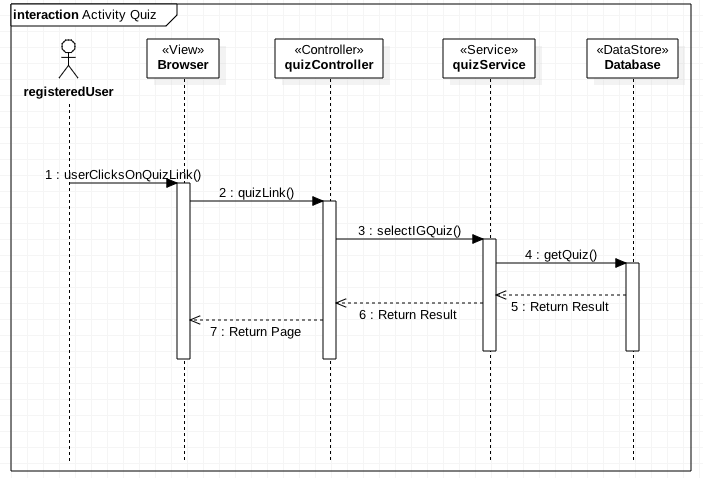 interaction Activity Quiz
«View»
Browser
«Controller»
quizController
«Service»
quizService
«DataStore»
Database
registeredUser
1 : userClicksOnQuizLink()
2 : quizLink()
3 : selectIGQuiz()
4 : getQuiz()
5 : Return Result
6 : Return Result
7 : Return Page